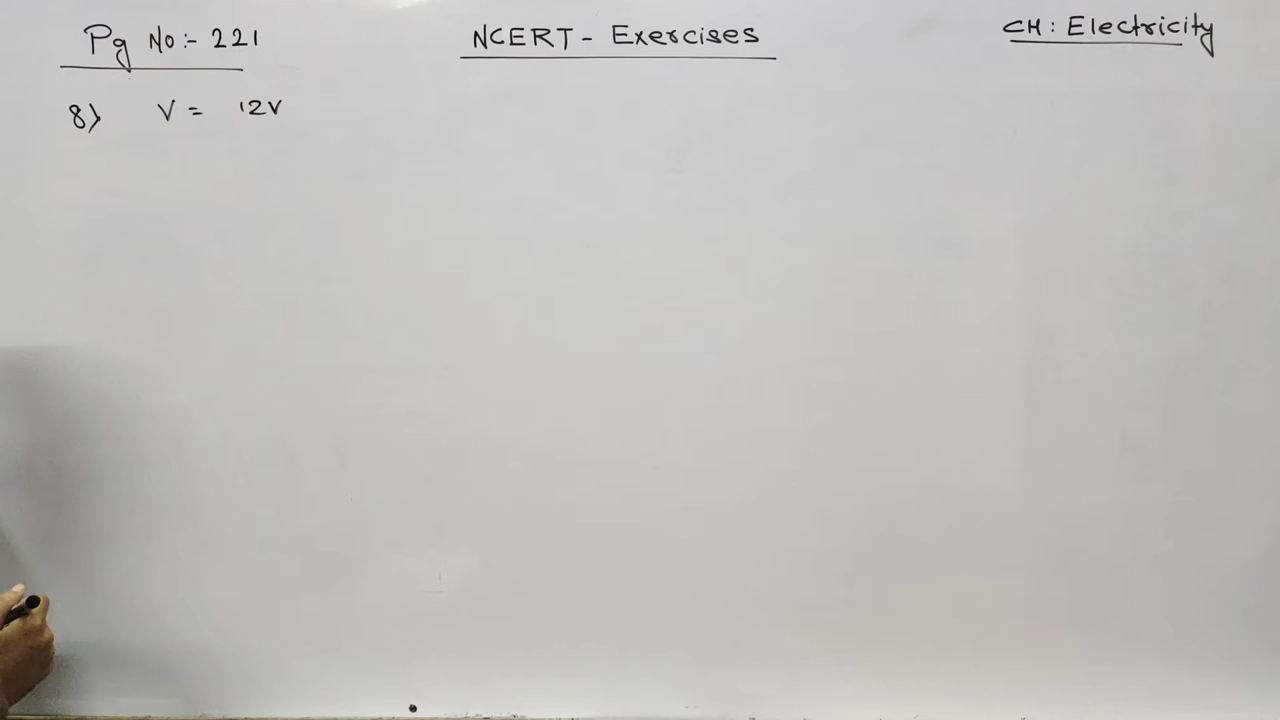 Pg No:- 221
NCERT - Exercises
CH: Electricity
8) V = 12V